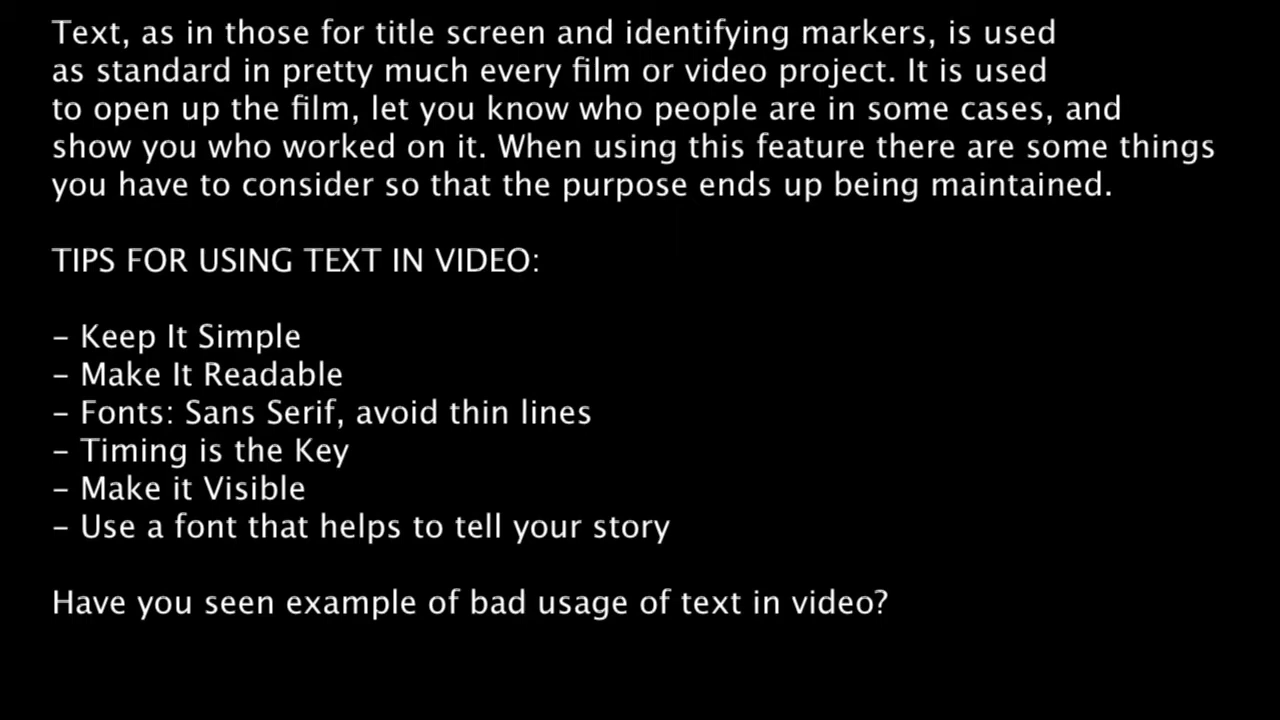 Text, as in those for title screen and identifying markers, is used
as standard in pretty much every film or video project. It is used
to open up the film, let you know who people are in some cases, and
show you who worked on it. When using this feature there are some things
you have to consider so that the purpose ends up being maintained.
TIPS FOR USING TEXT IN VIDEO:
– Keep It Simple
– Make It Readable
– Fonts: Sans Serif, avoid thin lines
– Timing is the Key
– Make it Visible
– Use a font that helps to tell your story
Have you seen example of bad usage of text in video?